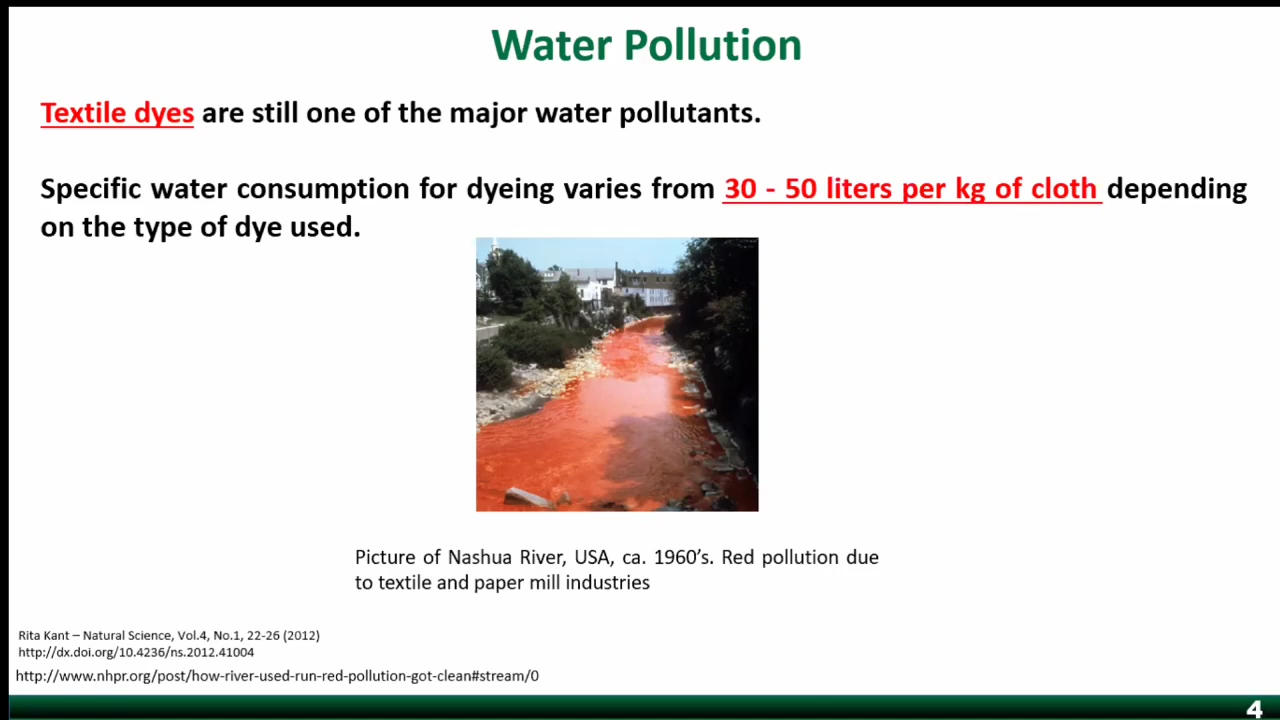 Water Pollution
Textile dyes are still one of the major water pollutants.
Specific water consumption for dyeing varies from 30 - 50 liters per kg of cloth depending
on the type of dye used.
Picture of Nashua River, USA, ca. 1960’s. Red pollution due
to textile and paper mill industries
Rita Kant – Natural Science, Vol.4, No.1, 22-26 (2012)
http://dx.doi.org/10.4236/ns.2012.41004
http://www.nhpr.org/post/how-river-used-run-red-pollution-got-clean#stream/0
4